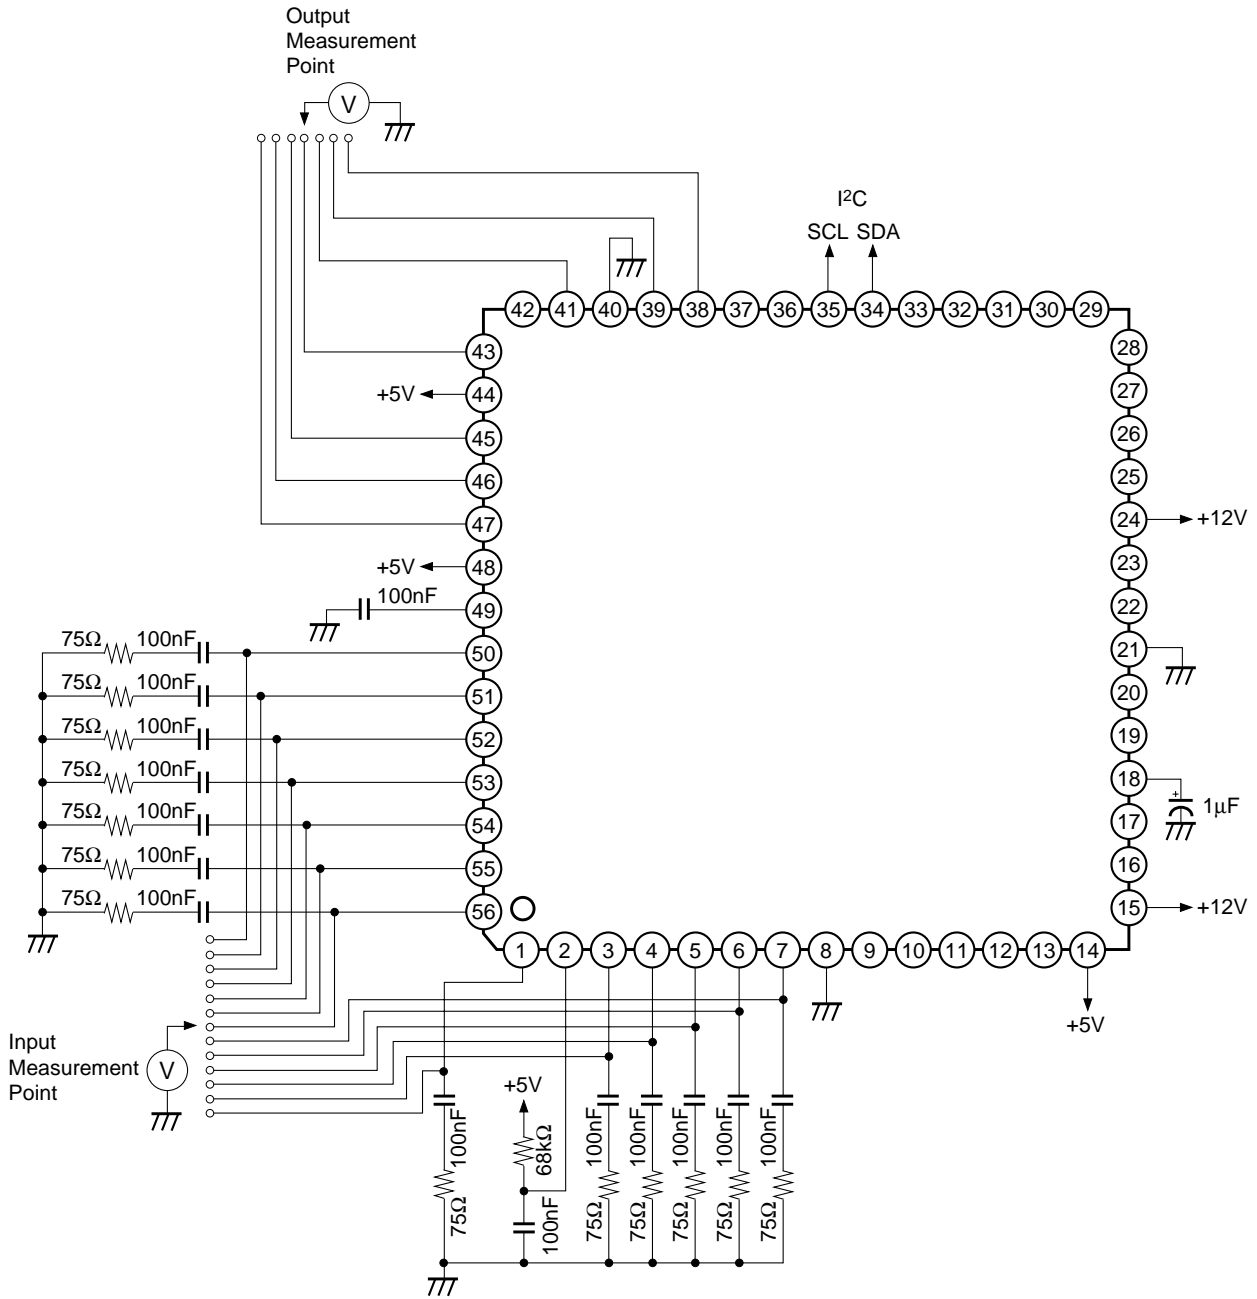 Output
Measurement
Point
V
I²C
SCL SDA
42 41 40 39 38 37 36 35 34 33 32 31 30 29
43
28
+5V 44
27
45
26
46
25
47
24 +12V
+5V 48
23
100nF
49
22
75Ω 100nF
50
21
75Ω 100nF
51
20
75Ω 100nF
52
19
75Ω 100nF
53
18
1μF
75Ω 100nF
54
17
75Ω 100nF
55
16
75Ω 100nF
56
15 +12V
1 2 3 4 5 6 7 8 9 10 11 12 13 14
+5V
Input
Measurement
Point
V
+5V
100nF
75Ω
68kΩ
100nF
100nF
75Ω
100nF
75Ω
100nF
75Ω
100nF
75Ω
100nF
75Ω